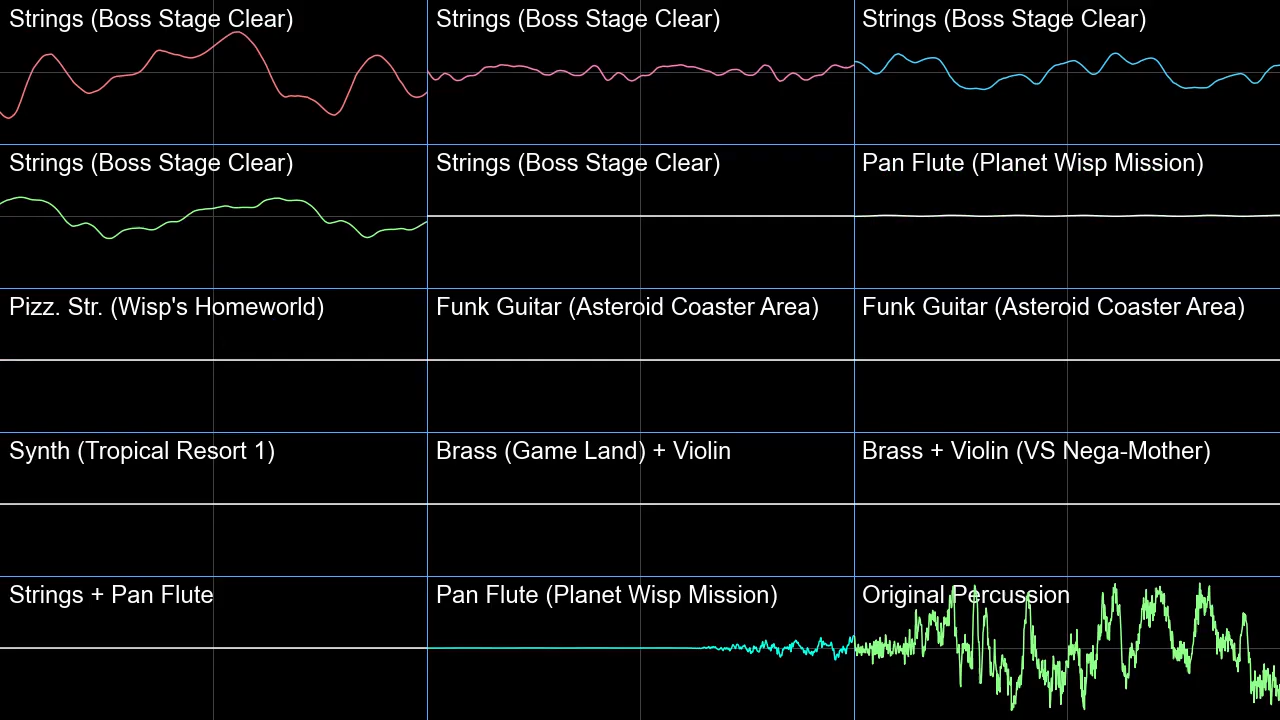 Strings (Boss Stage Clear)
Strings (Boss Stage Clear)
Strings (Boss Stage Clear)
Strings (Boss Stage Clear)
Strings (Boss Stage Clear)
Pan Flute (Planet Wisp Mission)
Pizz. Str. (Wisp's Homeworld)
Funk Guitar (Asteroid Coaster Area)
Funk Guitar (Asteroid Coaster Area)
Synth (Tropical Resort 1)
Brass (Game Land) + Violin
Brass + Violin (VS Nega-Mother)
Strings + Pan Flute
Pan Flute (Planet Wisp Mission)
Original Percussion